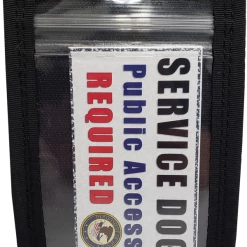 SERVICE DOG
Public Access
REQUIRED